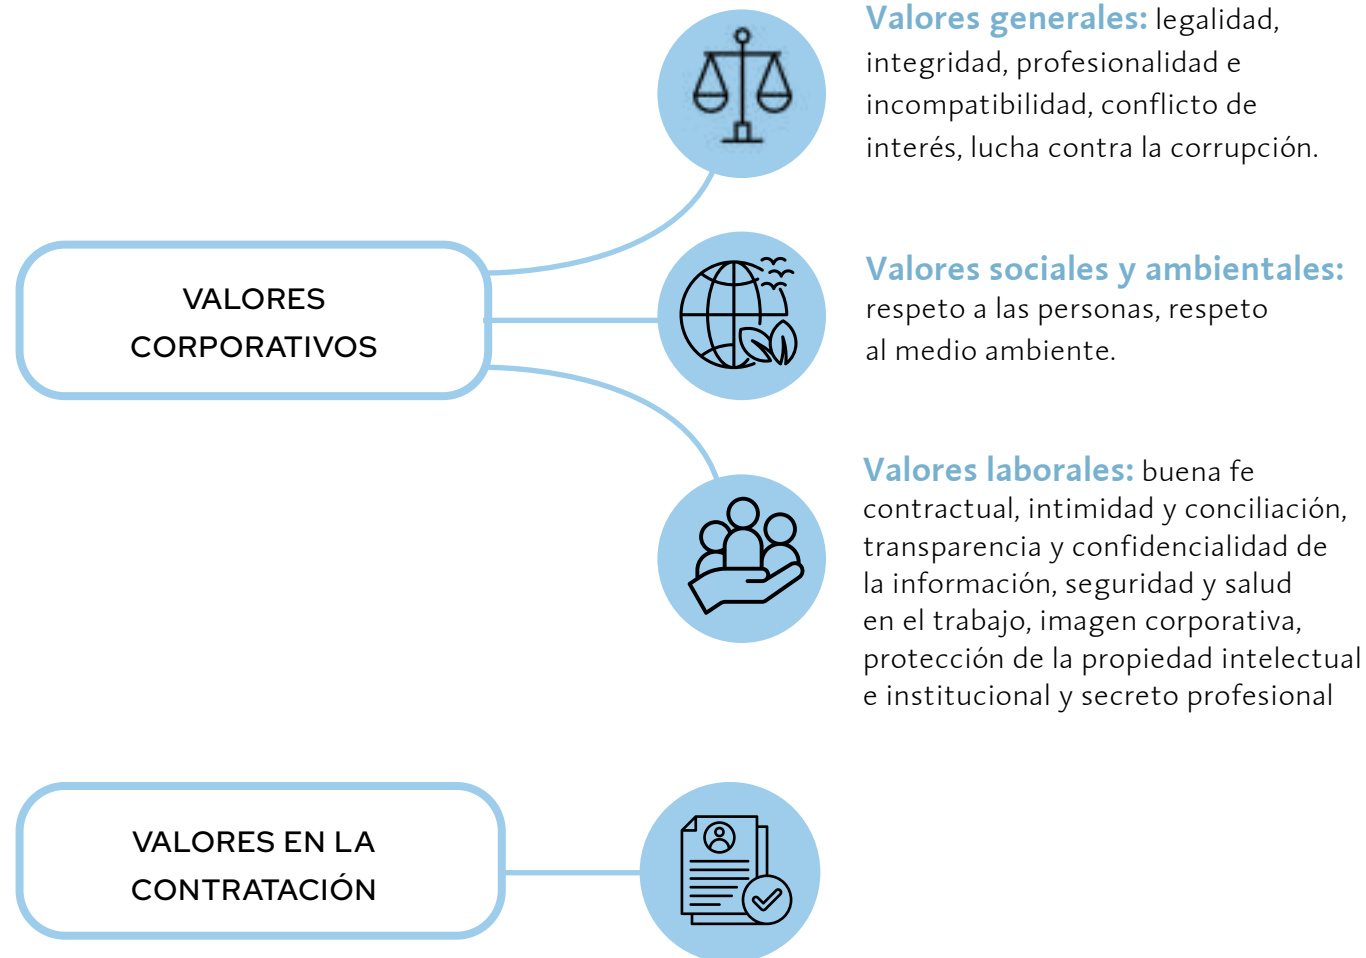 VALORES
CORPORATIVOS
Valores generales: legalidad,
integridad, profesionalidad e
incompatibilidad, conflicto de
interés, lucha contra la corrupción.
Valores sociales y ambientales:
respeto a las personas, respeto
al medio ambiente.
Valores laborales: buena fe
contractual, intimidad y conciliación,
transparencia y confidencialidad de
la información, seguridad y salud
en el trabajo, imagen corporativa,
protección de la propiedad intelectual
e institucional y secreto profesional
VALORES EN LA
CONTRATACIÓN